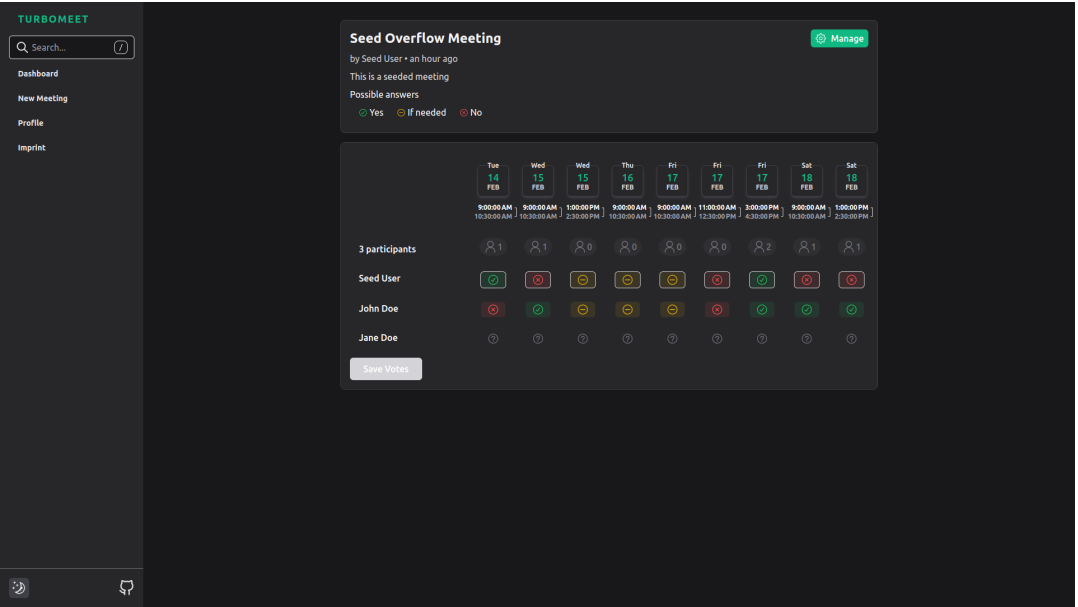 TURBOMEET
Search...
/
Dashboard
New Meeting
Profile
Imprint
Seed Overflow Meeting
Manage
by Seed User • an hour ago
This is a seeded meeting
Possible answers
Yes If needed No
Tue Wed Wed Thu Fri Fri Fri Sat Sat
14 15 15 16 17 17 17 18 18
FEB FEB FEB FEB FEB FEB FEB FEB FEB
9:00:00 AM 9:00:00 AM 1:00:00 PM 9:00:00 AM 9:00:00 AM 11:00:00 AM 3:00:00 PM 9:00:00 AM 1:00:00 PM
10:30:00 AM 10:30:00 AM 2:30:00 PM 10:30:00 AM 10:30:00 AM 12:30:00 PM 4:30:00 PM 10:30:00 AM 2:30:00 PM
3 participants 1 1 0 0 0 0 2 1 1
Seed User
John Doe
Jane Doe ? ? ? ? ? ? ? ? ?
Save Votes